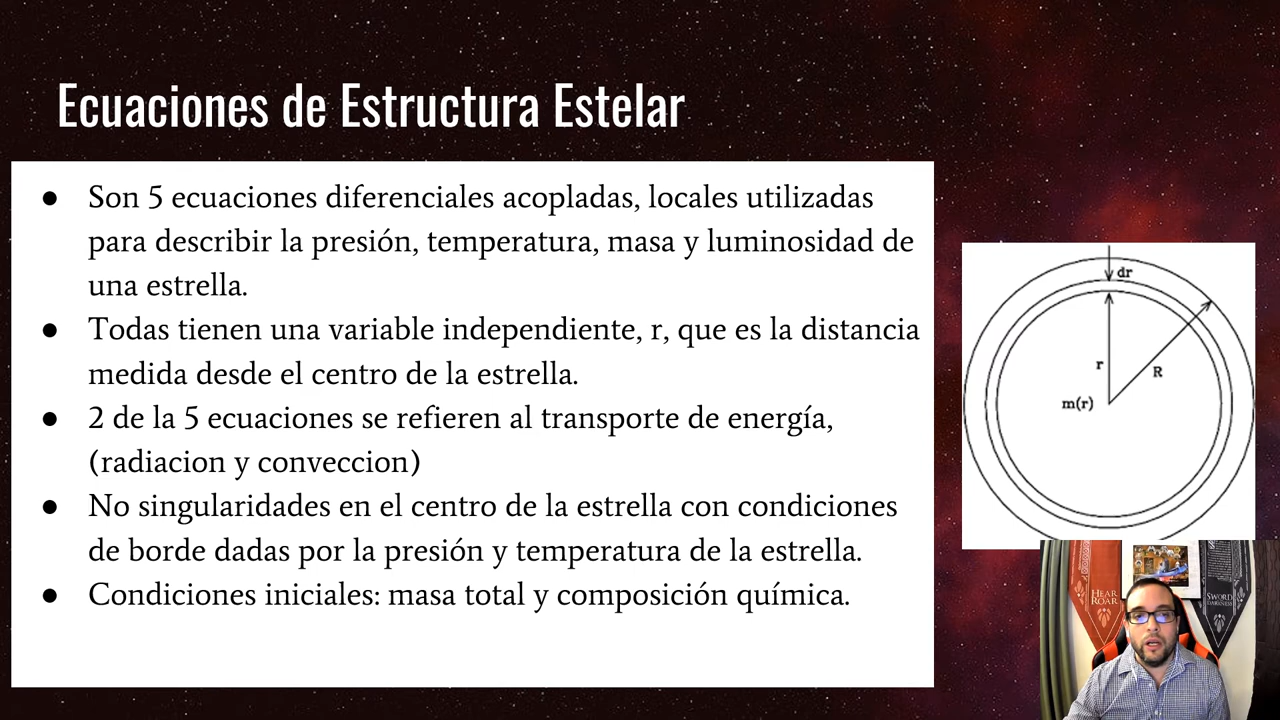 Ecuaciones de Estructura Estelar
● Son 5 ecuaciones diferenciales acopladas, locales utilizadas
para describir la presión, temperatura, masa y luminosidad de
una estrella.
● Todas tienen una variable independiente, r, que es la distancia
medida desde el centro de la estrella.
● 2 de la 5 ecuaciones se refieren al transporte de energía,
(radiacion y conveccion)
● No singularidades en el centro de la estrella con condiciones
de borde dadas por la presión y temperatura de la estrella.
● Condiciones iniciales: masa total y composición química.
dr
r
R
m(r)
HEAR
ROAR
SWORD
DARKNESS